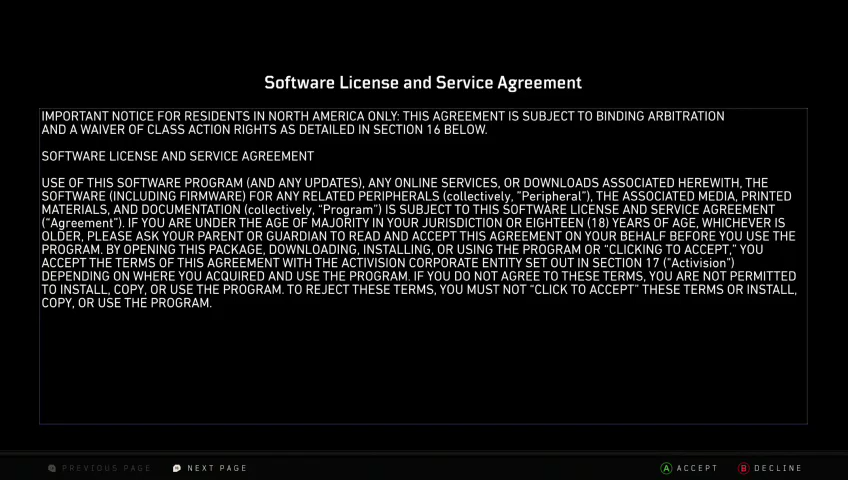 Software License and Service Agreement
IMPORTANT NOTICE FOR RESIDENTS IN NORTH AMERICA ONLY: THIS AGREEMENT IS SUBJECT TO BINDING ARBITRATION
AND A WAIVER OF CLASS ACTION RIGHTS AS DETAILED IN SECTION 16 BELOW.
SOFTWARE LICENSE AND SERVICE AGREEMENT
USE OF THIS SOFTWARE PROGRAM (AND ANY UPDATES), ANY ONLINE SERVICES, OR DOWNLOADS ASSOCIATED HEREWITH, THE
SOFTWARE (INCLUDING FIRMWARE) FOR ANY RELATED PERIPHERALS (collectively, "Peripheral"), THE ASSOCIATED MEDIA, PRINTED
MATERIALS, AND DOCUMENTATION (collectively, "Program") IS SUBJECT TO THIS SOFTWARE LICENSE AND SERVICE AGREEMENT
("Agreement"). IF YOU ARE UNDER THE AGE OF MAJORITY IN YOUR JURISDICTION OR EIGHTEEN (18) YEARS OF AGE, WHICHEVER IS
OLDER, PLEASE ASK YOUR PARENT OR GUARDIAN TO READ AND ACCEPT THIS AGREEMENT ON YOUR BEHALF BEFORE YOU USE THE
PROGRAM. BY OPENING THIS PACKAGE, DOWNLOADING, INSTALLING, OR USING THE PROGRAM OR "CLICKING TO ACCEPT," YOU
ACCEPT THE TERMS OF THIS AGREEMENT WITH THE ACTIVISION CORPORATE ENTITY SET OUT IN SECTION 17 ("Activision")
DEPENDING ON WHERE YOU ACQUIRED AND USE THE PROGRAM. IF YOU DO NOT AGREE TO THESE TERMS, YOU ARE NOT PERMITTED
TO INSTALL, COPY, OR USE THE PROGRAM. TO REJECT THESE TERMS, YOU MUST NOT "CLICK TO ACCEPT" THESE TERMS OR INSTALL,
COPY, OR USE THE PROGRAM.
PREVIOUS PAGE NEXT PAGE A ACCEPT B DECLINE